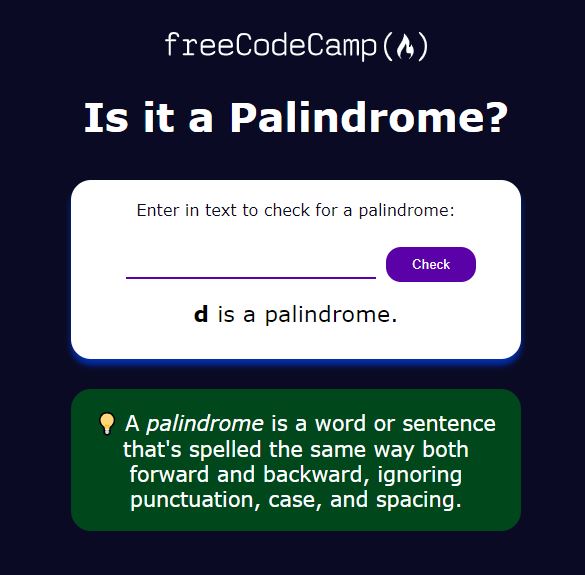 freeCodeCamp(🔥)
Is it a Palindrome?
Enter in text to check for a palindrome:
Check
d is a palindrome.
💡 A palindrome is a word or sentence
that's spelled the same way both
forward and backward, ignoring
punctuation, case, and spacing.